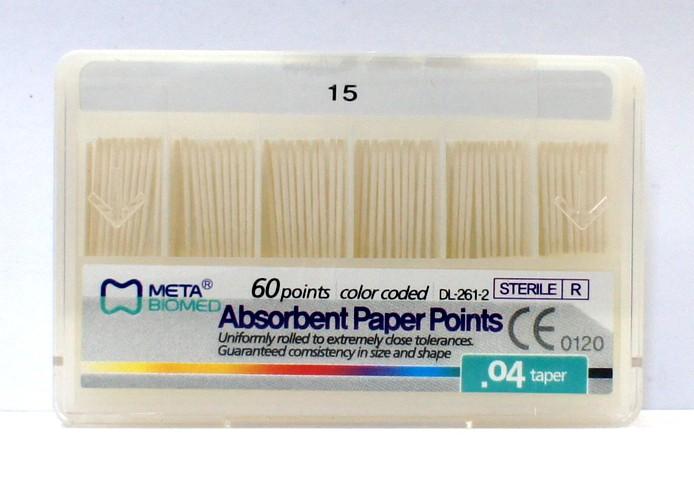 15
META®
BIOMED
60 points color coded DL-261-2 STERILE R
Absorbent Paper Points CE 0120
Uniformly rolled to extremely close tolerances.
Guaranteed comsistency in size and shape
.04 taper